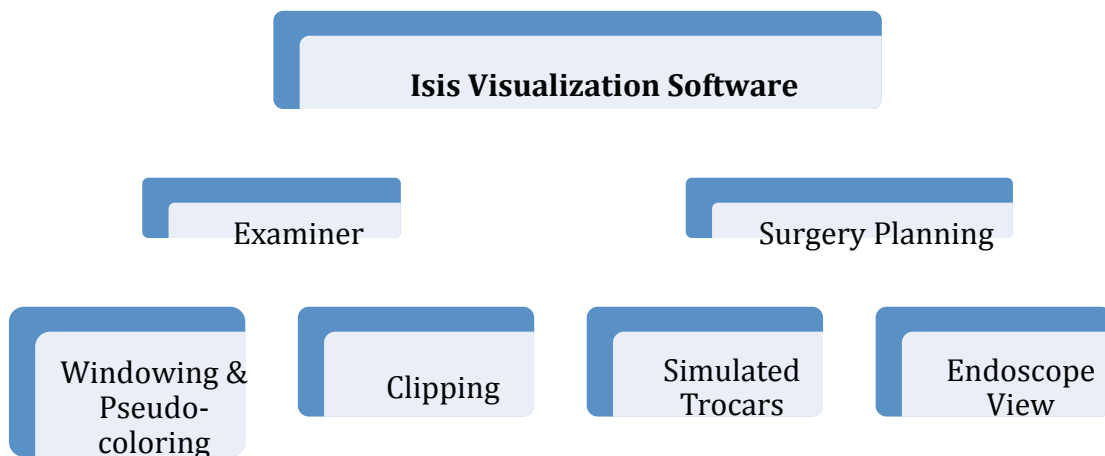 Isis Visualization Software
Examiner
Surgery Planning
Windowing &
Pseudo-
coloring
Clipping
Simulated
Trocars
Endoscope
View